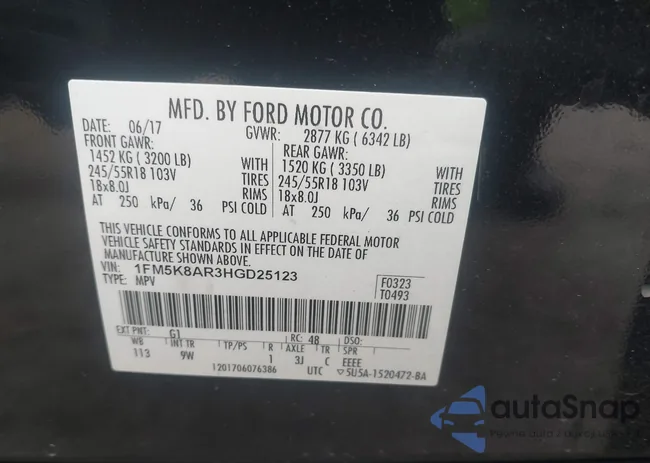 MFD. BY FORD MOTOR CO.
DATE: 06/17 GVWR: 2877 KG ( 6342 LB)
FRONT GAWR: REAR GAWR:
1452 KG ( 3200 LB) WITH 1520 KG ( 3350 LB) WITH
245/55R18 103V TIRES 245/55R18 103V TIRES
18x8.0J RIMS 18x8.0J RIMS
AT 250 kPa/ 36 PSI COLD AT 250 kPa/ 36 PSI COLD
THIS VEHICLE CONFORMS TO ALL APPLICABLE FEDERAL MOTOR
VEHICLE SAFETY STANDARDS IN EFFECT ON THE DATE OF
MANUFACTURE SHOWN ABOVE.
VIN: 1FM5K8AR3HGD25123 F0323
TYPE: MPV T0493
EXT PNT: G1 RC: 48 DSO:
WB INT TR TP/PS R AXLE TR SPR
113 9W 1 3J C EEEE
1201706076386 UTC ▽5USA-1520472-BA
autoSnap